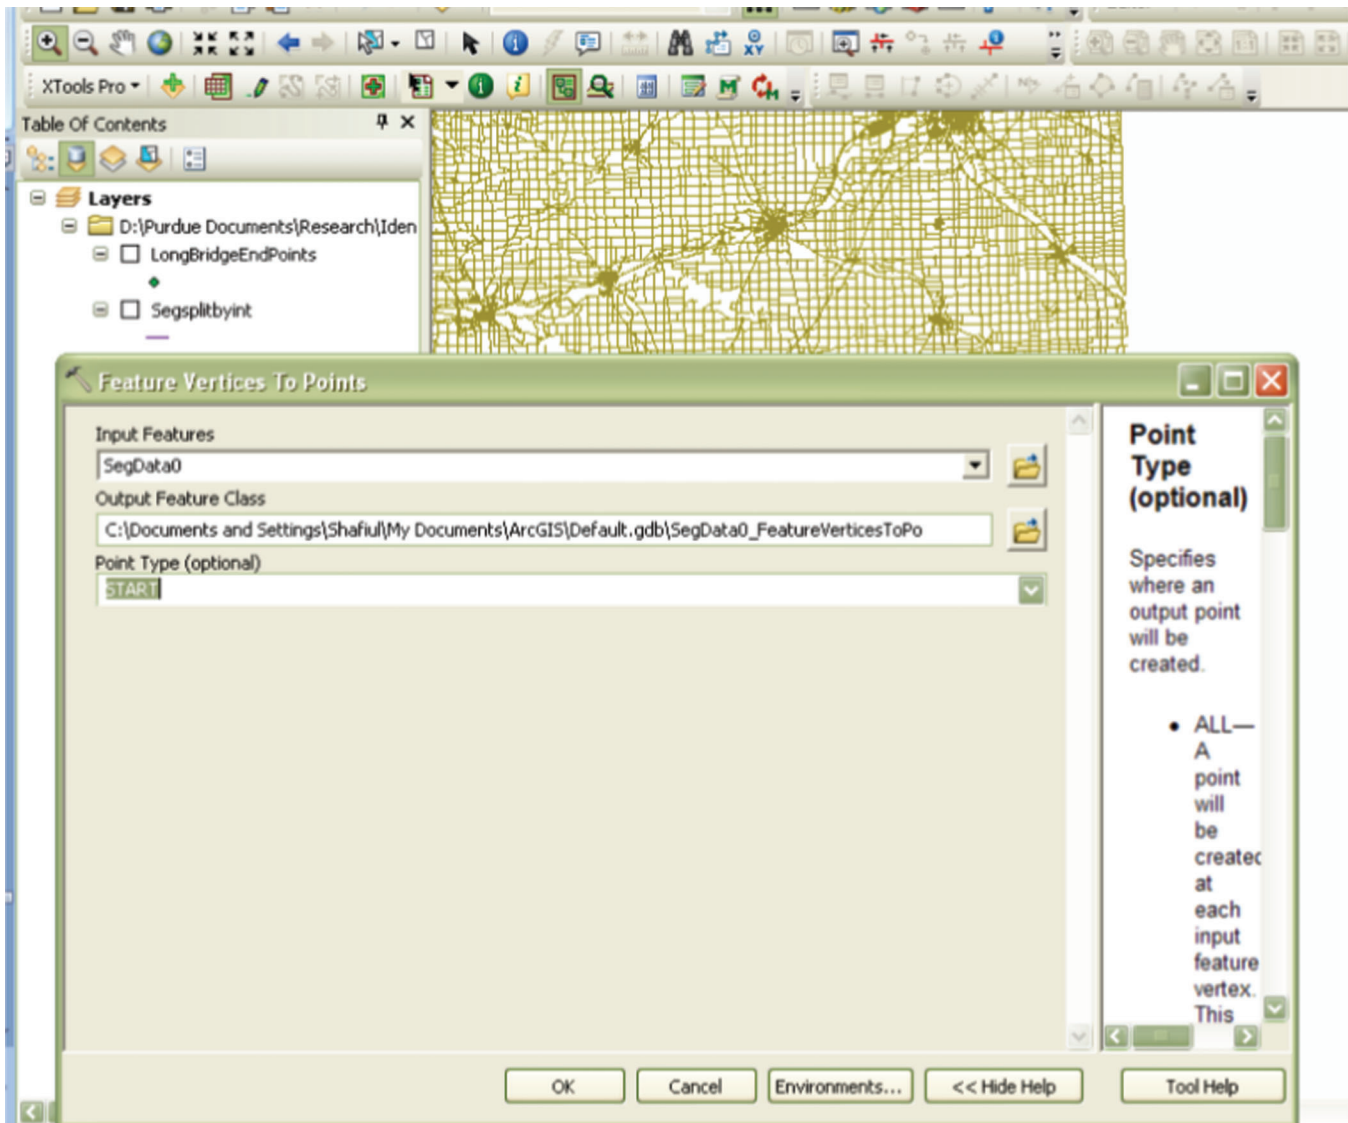 XY
XTools Pro
Table Of Contents
Layers
D:\Purdue Documents\Research\Iden
LongBridgeEndPoints
Segsplitbyint
Feature Vertices To Points
Input Features
SegData0
Output Feature Class
C:\Documents and Settings\Shafiul\My Documents\ArcGIS\Default.gdb\SegData0_FeatureVerticesToPo
Point Type (optional)
START
Point
Type
(optional)
Specifies
where an
output point
will be
created.
• ALL—
A
point
will
be
created
at
each
input
feature
vertex.
This
OK
Cancel
Environments...
<< Hide Help
Tool Help